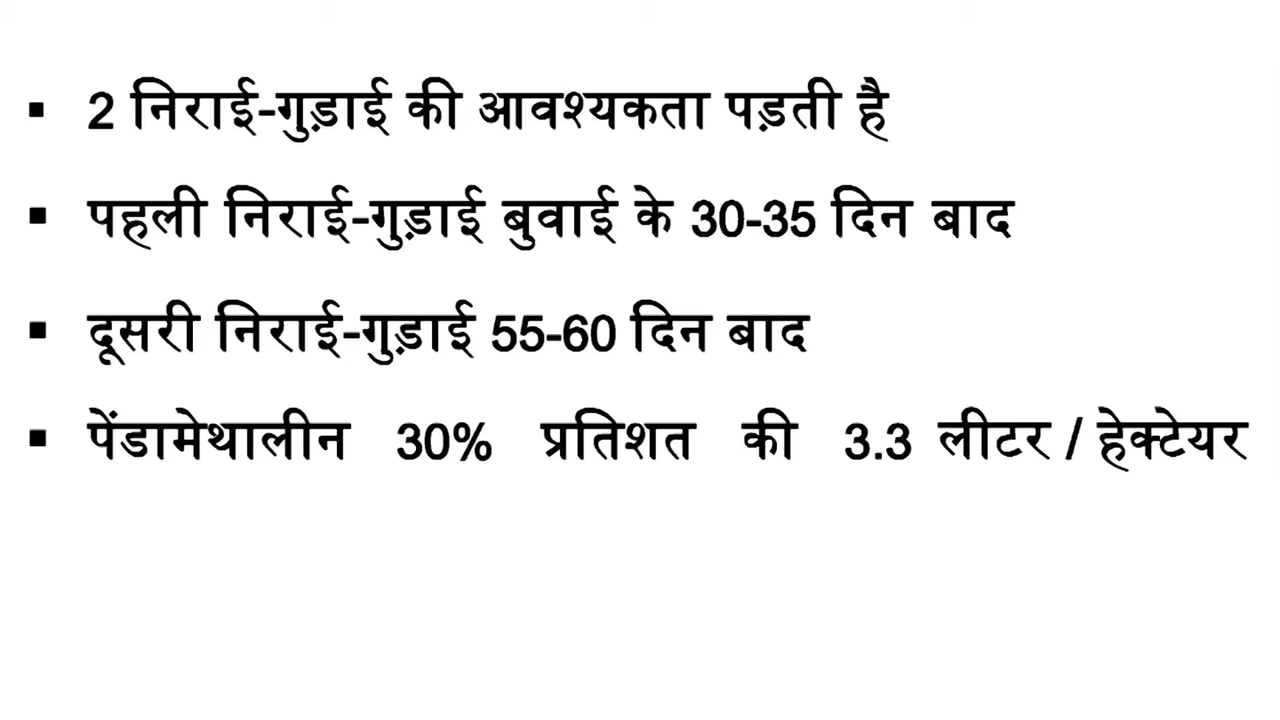 ▪ 2 निराई-गुड़ाई की आवश्यकता पड़ती है
▪ पहली निराई-गुड़ाई बुवाई के 30-35 दिन बाद
▪ दूसरी निराई-गुड़ाई 55-60 दिन बाद
▪ पेंडामेथालीन 30% प्रतिशत की 3.3 लीटर / हेक्टेयर